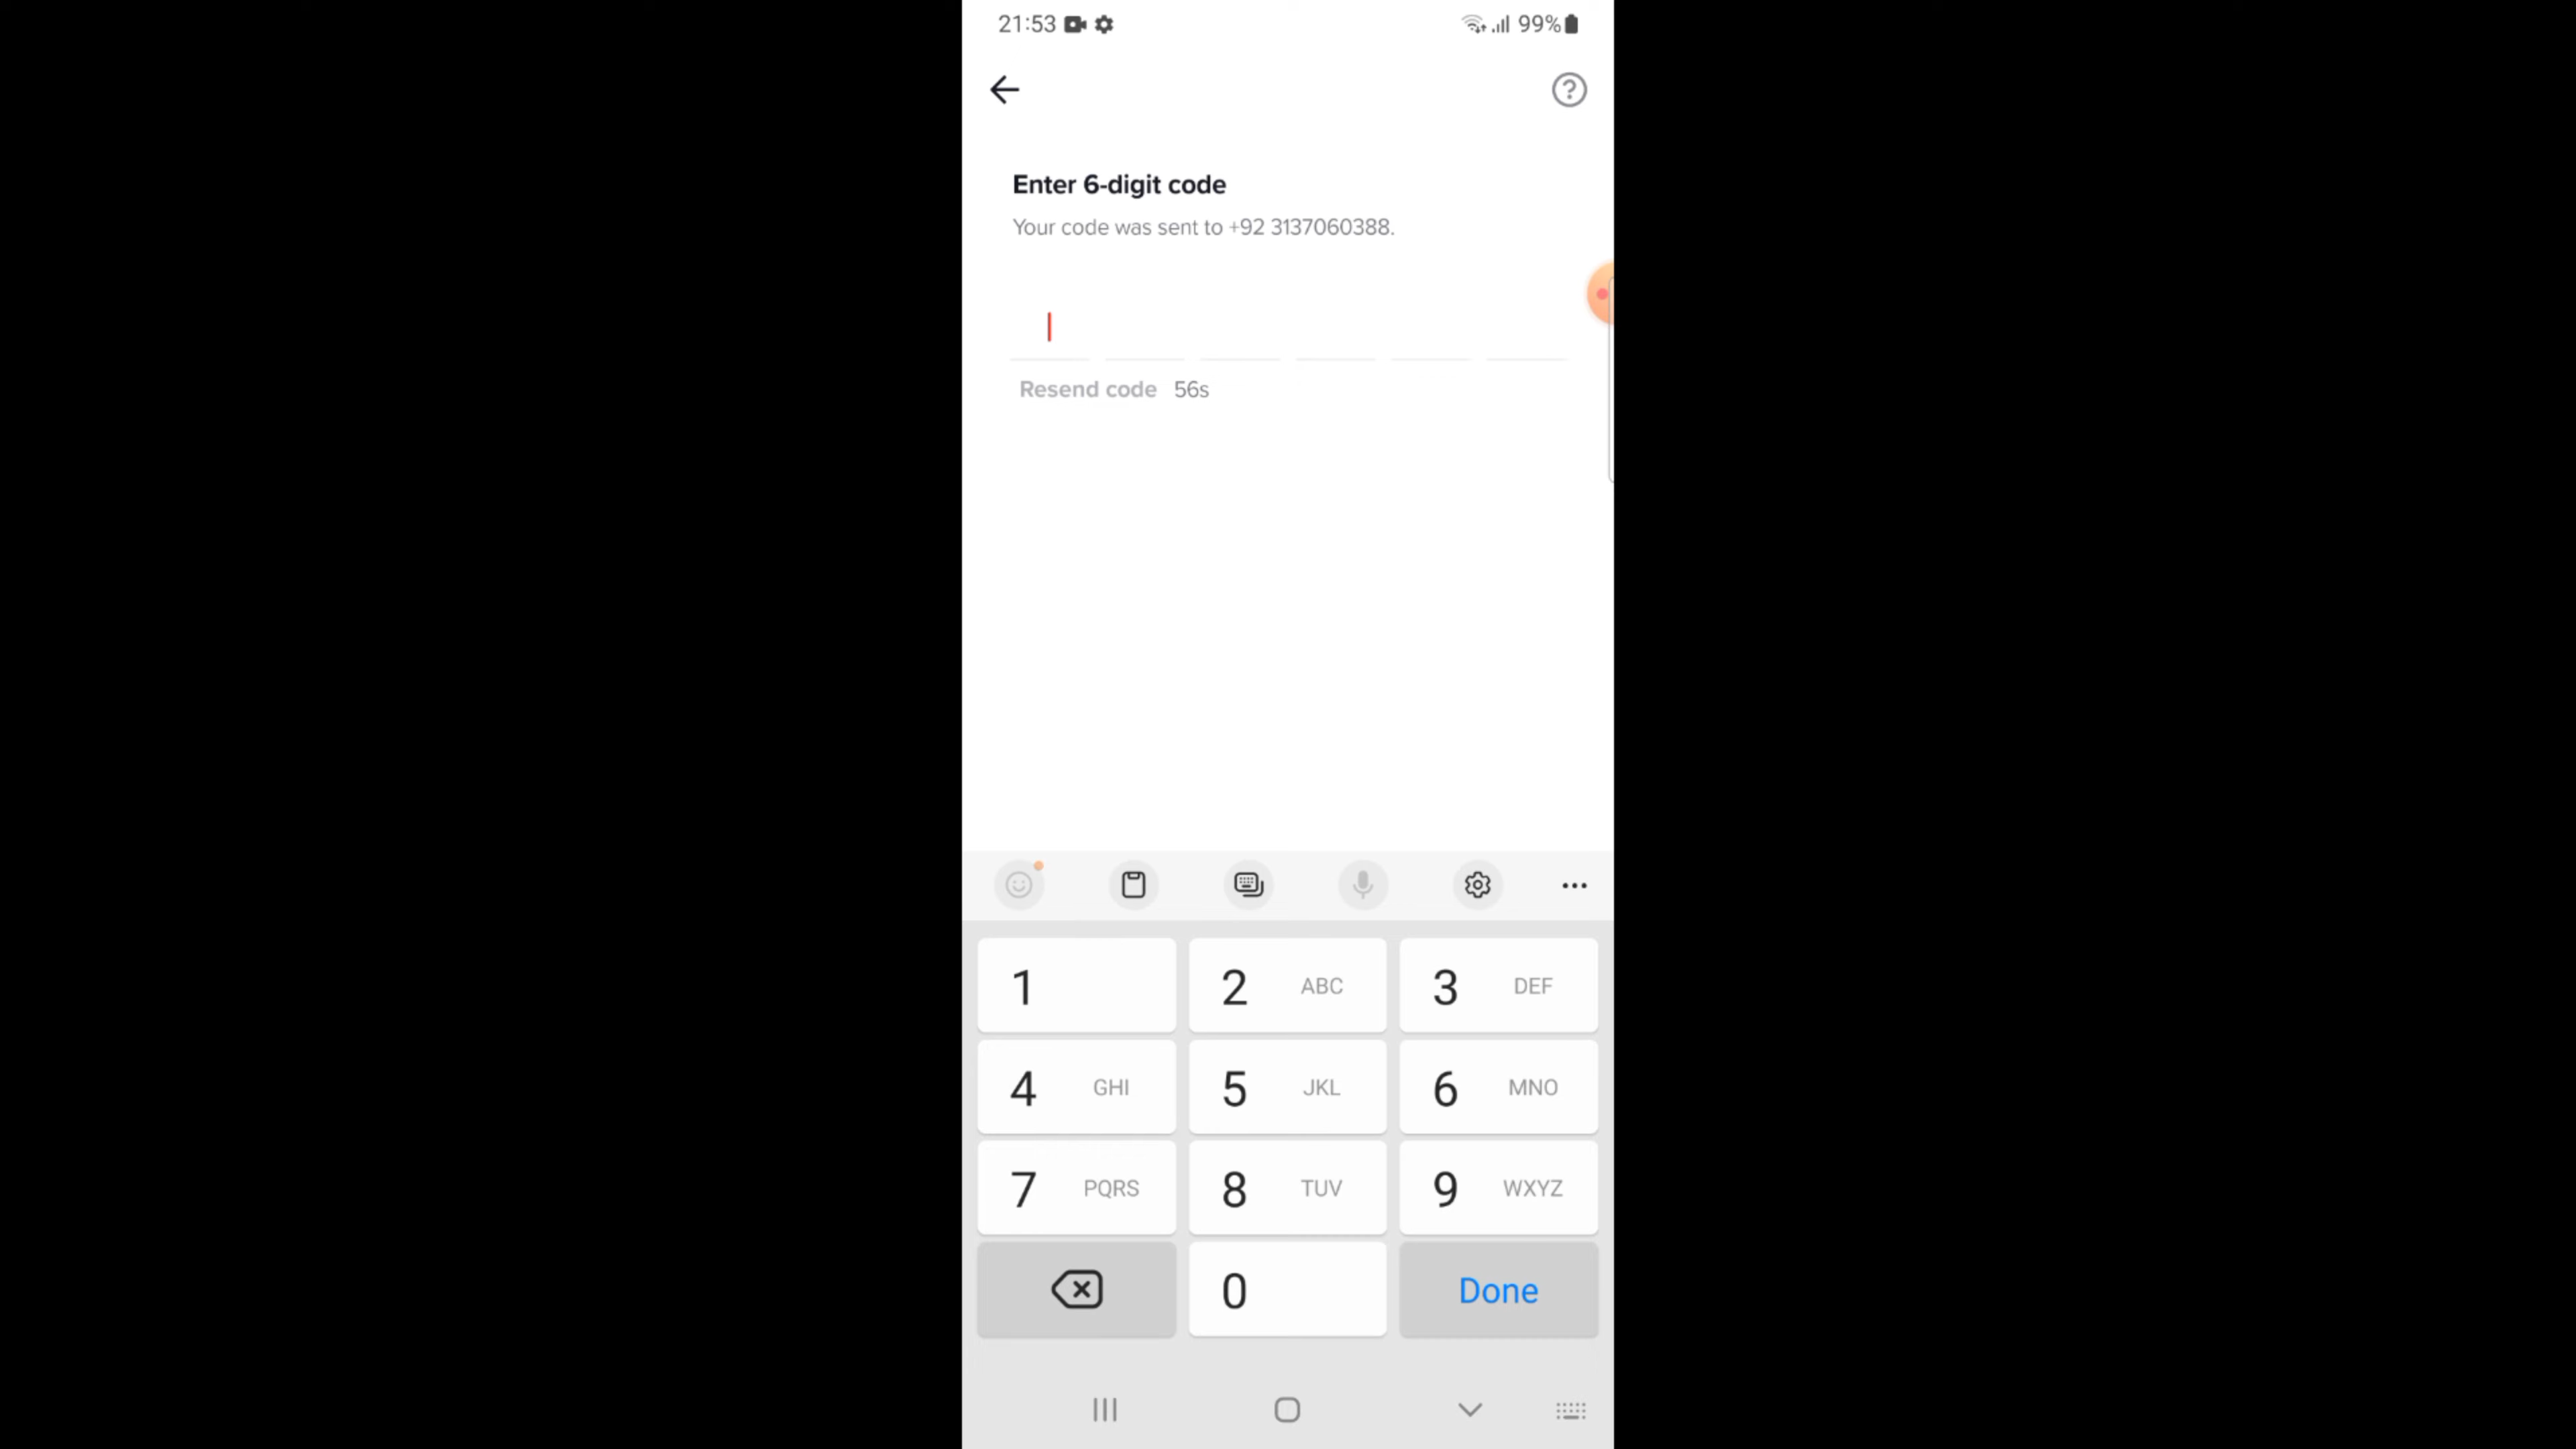 21:53 99%
Enter 6-digit code
Your code was sent to +92 3137060388.
Resend code 56s
1 2 ABC 3 DEF
4 GHI 5 JKL 6 MNO
7 PQRS 8 TUV 9 WXYZ
0 Done